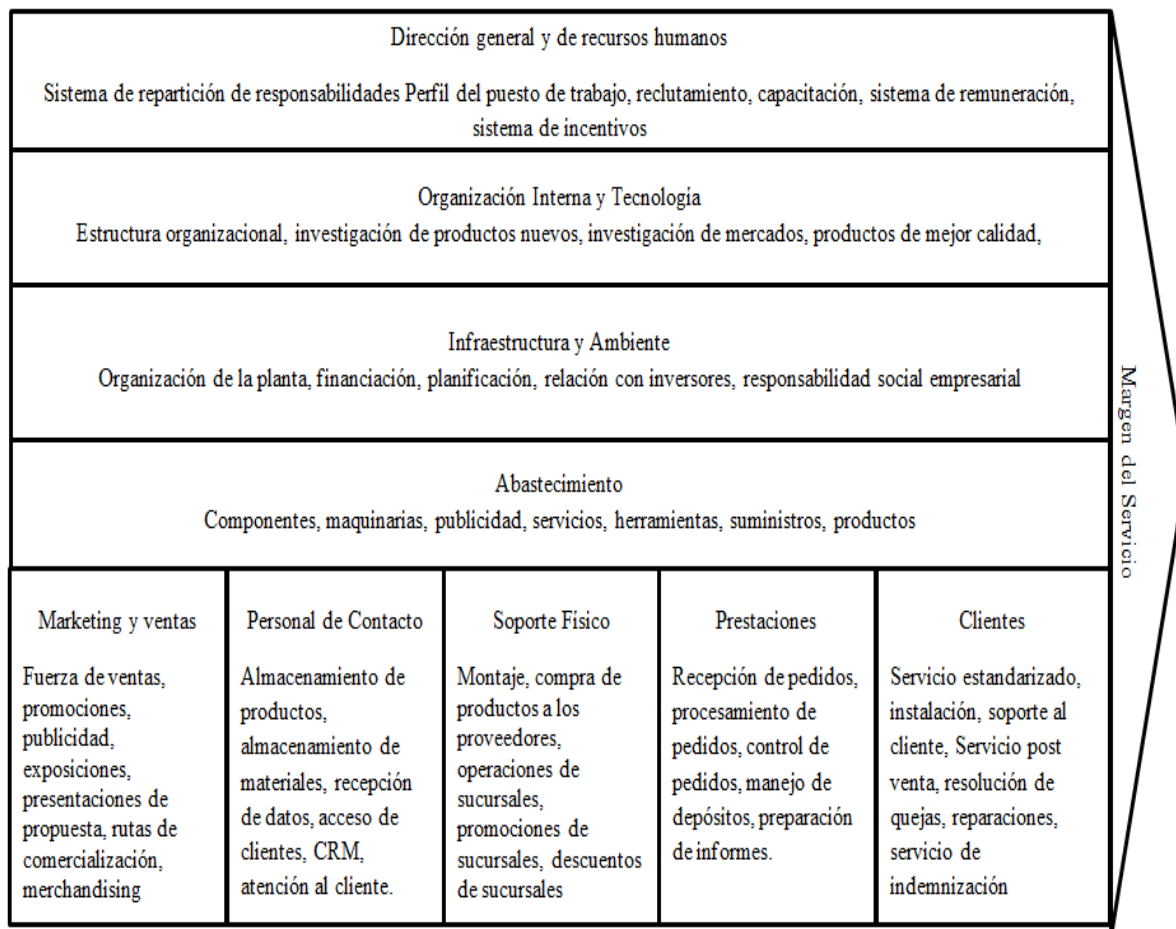 Dirección general y de recursos humanos
Sistema de repartición de responsabilidades Perfil del puesto de trabajo, reclutamiento, capacitación, sistema de remuneración,
sistema de incentivos
Organización Interna y Tecnología
Estructura organizacional, investigación de productos nuevos, investigación de mercados, productos de mejor calidad,
Infraestructura y Ambiente
Organización de la planta, financiación, planificación, relación con inversores, responsabilidad social empresarial
Abastecimiento
Componentes, maquinarias, publicidad, servicios, herramientas, suministros, productos
Marketing y ventas
Fuerza de ventas,
promociones,
publicidad,
exposiciones,
presentaciones de
propuesta, rutas de
comercialización,
merchandising
Personal de Contacto
Almacenamiento de
productos,
almacenamiento de
materiales, recepción
de datos, acceso de
clientes, CRM,
atención al cliente.
Soporte Físico
Montaje, compra de
productos a los
proveedores,
operaciones de
sucursales,
promociones de
sucursales, descuentos
de sucursales
Prestaciones
Recepción de pedidos,
procesamiento de
pedidos, control de
pedidos, manejo de
depósitos, preparación
de informes.
Clientes
Servicio estandarizado,
instalación, soporte al
cliente, Servicio post
venta, resolución de
quejas, reparaciones,
servicio de
indemnización
Margen del Servicio